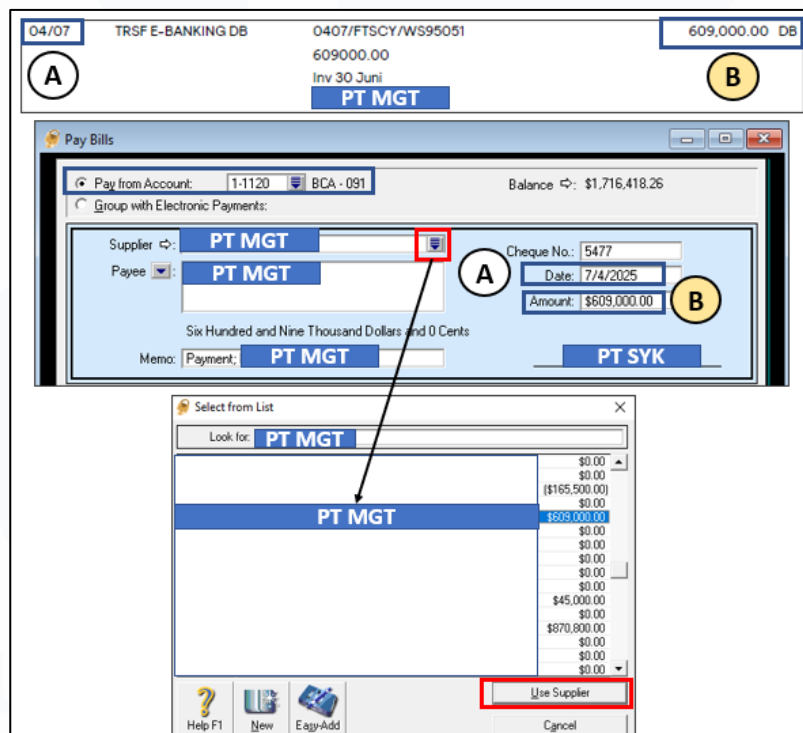 04/07 TRSF E-BANKING DB 0407/FTSCY/WS95051 609,000.00 DB
609000.00
Inv 30 Juni
PT MGT
A
B
Pay Bills
Pay from Account: 1-1120 BCA - 091 Balance ⇨: $1,716,418.26
Group with Electronic Payments:
Supplier ⇨: PT MGT
Cheque No.: 5477
Payee : PT MGT
A
Date: 7/4/2025
Amount: $609,000.00
B
Six Hundred and Nine Thousand Dollars and 0 Cents
Memo: Payment; PT MGT
PT SYK
Select from List
Look for: PT MGT
$0.00
$0.00
($165,500.00)
$0.00
PT MGT $609,000.00
$0.00
$0.00
$0.00
$0.00
$0.00
$45,000.00
$0.00
$870,800.00
$0.00
$0.00
$0.00
Use Supplier
Help F1 New Easy-Add Cancel